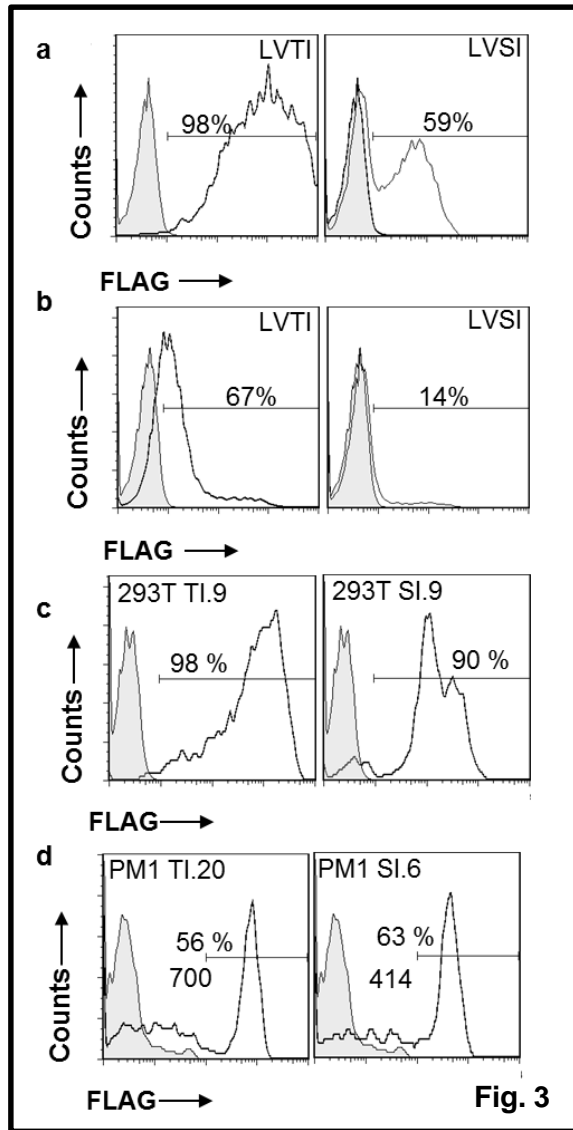 a
LVTI
98%
LVSI
59%
Counts
FLAG
b
LVTI
67%
LVSI
14%
Counts
FLAG
c
293T TI.9
98 %
293T SI.9
90 %
Counts
FLAG
d
PM1 TI.20
56 %
700
PM1 SI.6
63 %
414
Counts
FLAG
Fig. 3